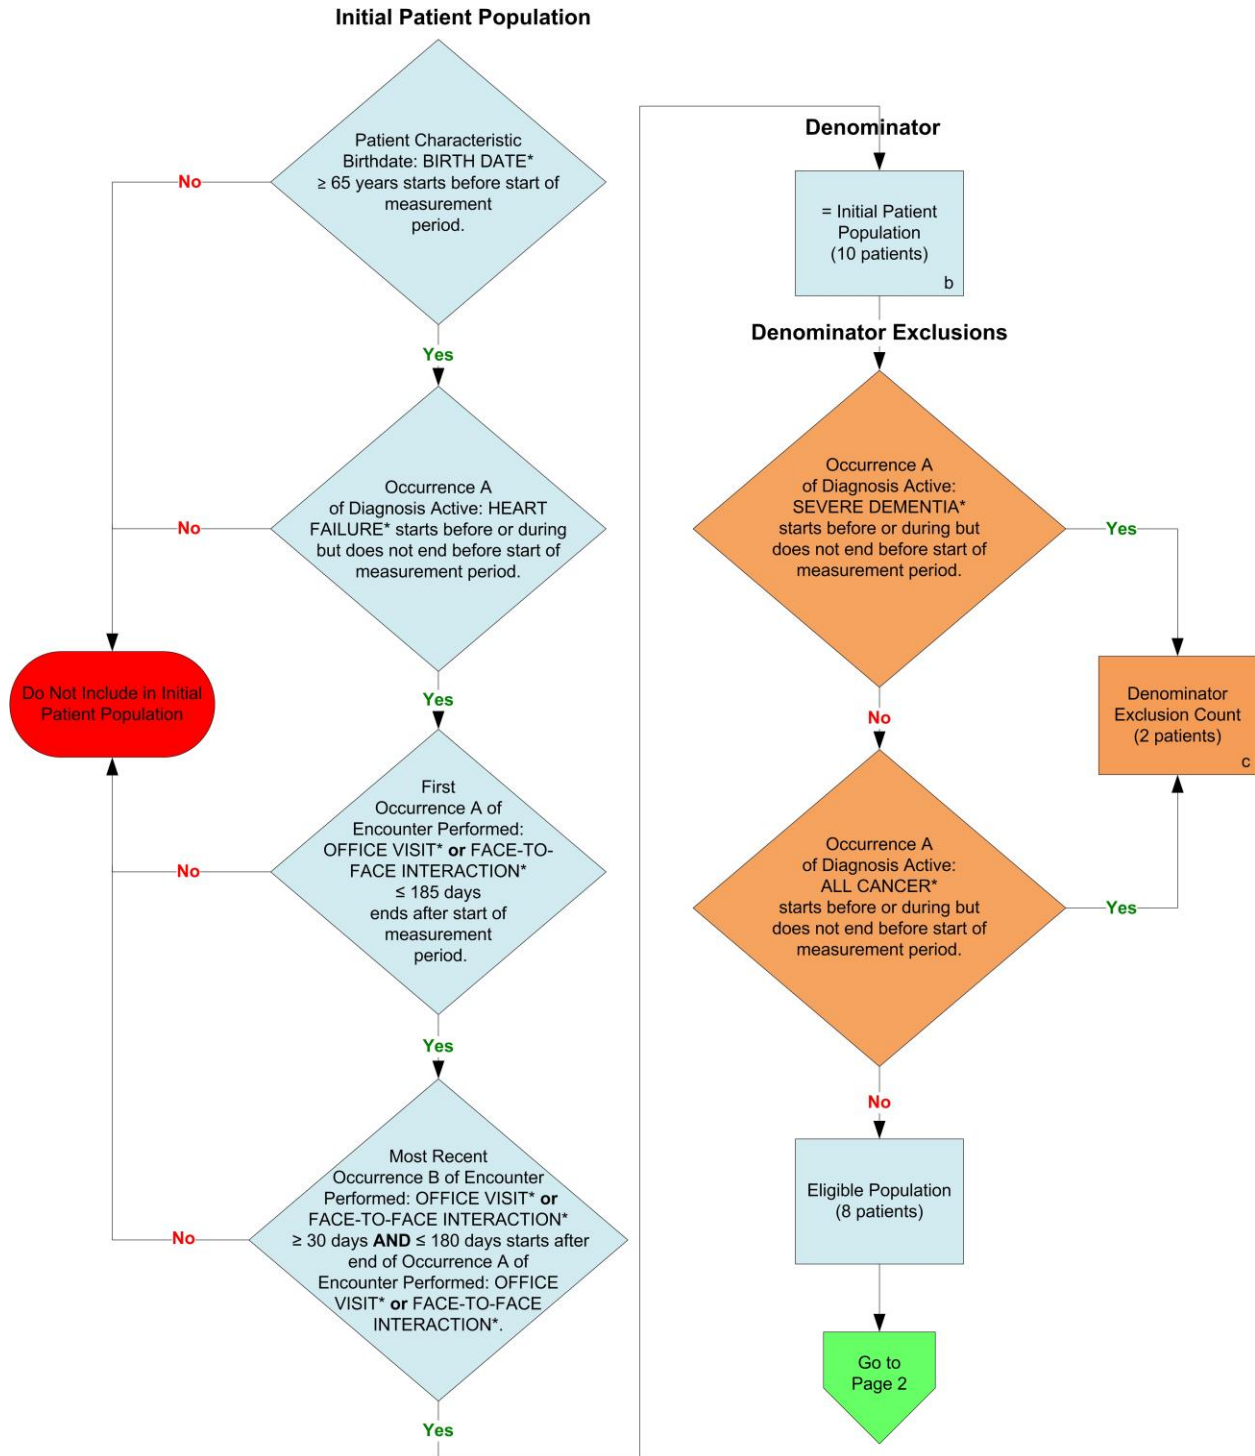 Initial Patient Population
Patient Characteristic
Birthdate: BIRTH DATE*
≥ 65 years starts before start of
measurement
period.
No
Yes
Occurrence A
of Diagnosis Active: HEART
FAILURE* starts before or during
but does not end before start of
measurement period.
No
Do Not Include in Initial
Patient Population
Yes
First
Occurrence A of
Encounter Performed:
OFFICE VISIT* or FACE-TO-
FACE INTERACTION*
≤ 185 days
ends after start of
measurement
period.
No
Yes
Most Recent
Occurrence B of Encounter
Performed: OFFICE VISIT* or
FACE-TO-FACE INTERACTION*
≥ 30 days AND ≤ 180 days starts after
end of Occurrence A of
Encounter Performed: OFFICE
VISIT* or FACE-TO-FACE
INTERACTION*.
No
Yes
Denominator
= Initial Patient
Population
(10 patients)
b
Denominator Exclusions
Occurrence A
of Diagnosis Active:
SEVERE DEMENTIA*
starts before or during but
does not end before start of
measurement period.
Yes
No
Denominator
Exclusion Count
(2 patients)
c
Occurrence A
of Diagnosis Active:
ALL CANCER*
starts before or during but
does not end before start of
measurement period.
Yes
No
Eligible Population
(8 patients)
Go to
Page 2